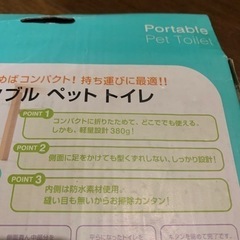 Portable
Pet Toilet
めばコンパクト！持ち運びに最適!!
ブル ペット トイレ
POINT 1
コンパクトに折りたためて、どこででも使える、
しかも、軽量設計380g！
POINT 2
側面に足をかけても型くずれしない、しっかり設計！
POINT 3
内側は防水素材使用。
縫い目も無いからお掃除カンタン！